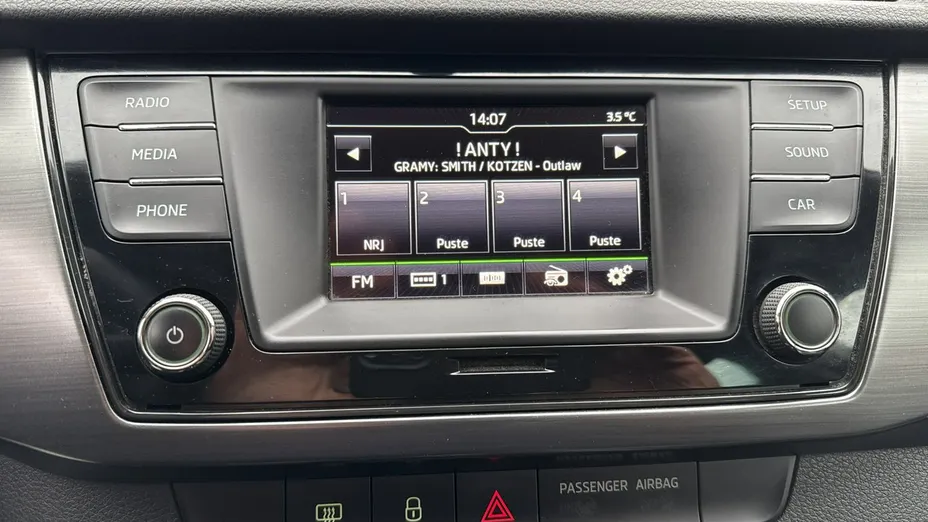 RADIO
MEDIA
PHONE
14:07
3.5 °C
! ANTY !
GRAMY: SMITH / KOTZEN - Outlaw
1
NRJ
2
Puste
3
Puste
4
Puste
FM
1
SETUP
SOUND
CAR
PASSENGER AIRBAG